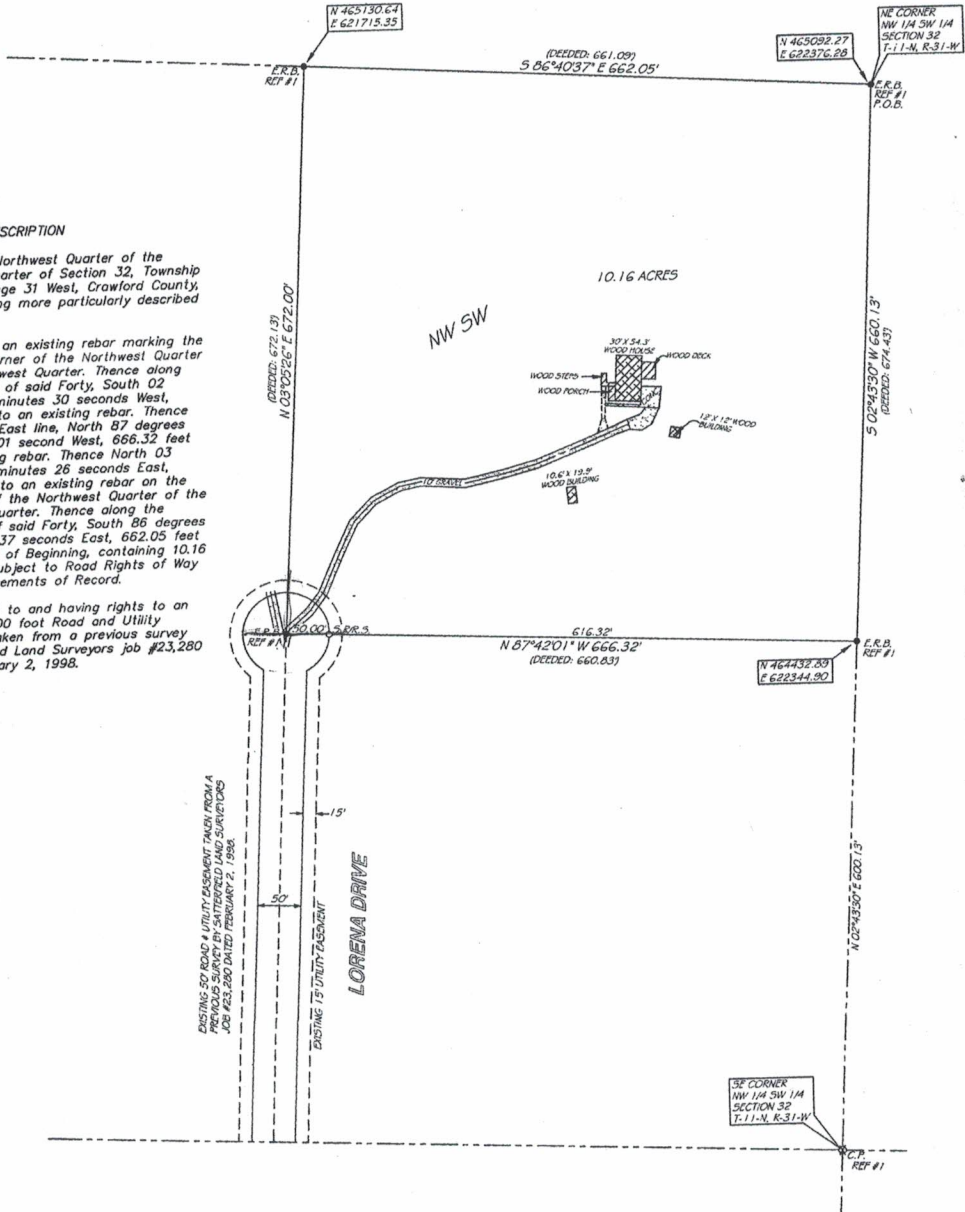 N 465130.64
E 621715.35
NE CORNER
NW 1/4 SW 1/4
SECTION 32
T-11-N, R-31-W
N 465092.27
E 622376.28
(DEEDED: 661.09)
S 86°40'37" E 662.05'
E.R.B.
REF #1
E.R.B.
REF #1
P.O.B.
SCRIPTION
Northwest Quarter of the
arter of Section 32, Township
ge 31 West, Crawford County,
ng more particularly described
an existing rebar marking the
rner of the Northwest Quarter
west Quarter. Thence along
of said Forty, South 02
minutes 30 seconds West,
to an existing rebar. Thence
East line, North 87 degrees
01 second West, 666.32 feet
ng rebar. Thence North 03
minutes 26 seconds East,
to an existing rebar on the
f the Northwest Quarter of the
uarter. Thence along the
f said Forty, South 86 degrees
37 seconds East, 662.05 feet
of Beginning, containing 10.16
ubject to Road Rights of Way
ements of Record.
to and having rights to an
00 foot Road and Utility
aken from a previous survey
d Land Surveyors job #23,280
ary 2, 1998.
(DEEDED: 672.13)
N 03°05'26" E 672.00'
NW SW
10.16 ACRES
S 02°43'30" W 660.13'
(DEEDED: 674.43)
30' X 54.3'
WOOD HOUSE
WOOD DECK
WOOD STEPS
WOOD PORCH
12' X 12' WOOD
BUILDING
10' GRAVEL
10.6' X 19.9'
WOOD BUILDING
E.R.B.
REF #1
50.00'
S.R/R.S.
616.32'
N 87°42'01" W 666.32'
(DEEDED: 660.83)
E.R.B.
REF #1
N 464432.89
E 622344.90
EXISTING 50' ROAD & UTILITY EASEMENT TAKEN FROM A
PREVIOUS SURVEY BY SATTERFIELD LAND SURVEYORS
JOB #23,280 DATED FEBRUARY 2, 1998.
15'
50'
EXISTING 15' UTILITY EASEMENT
LORENA DRIVE
N 02°43'30" E 600.13'
SE CORNER
NW 1/4 SW 1/4
SECTION 32
T-11-N, R-31-W
C.P.
REF #1